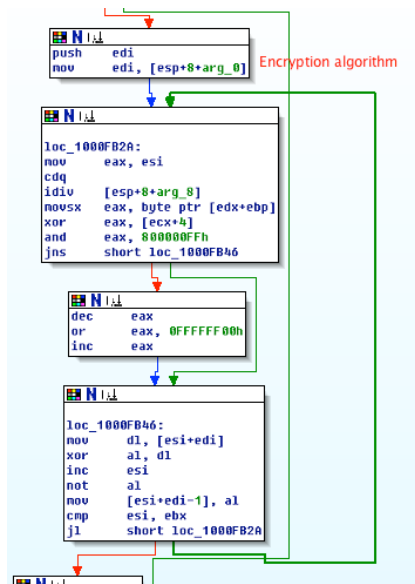 push edi
mov edi, [esp+8+arg_0]
Encryption algorithm
loc_1000FB2A:
mov eax, esi
cdq
idiv [esp+8+arg_8]
movsx eax, byte ptr [edx+ebp]
xor eax, [ecx+4]
and eax, 800000FFh
jns short loc_1000FB46
dec eax
or eax, 0FFFFFF00h
inc eax
loc_1000FB46:
mov dl, [esi+edi]
xor al, dl
inc esi
not al
mov [esi+edi-1], al
cmp esi, ebx
jl short loc_1000FB2A